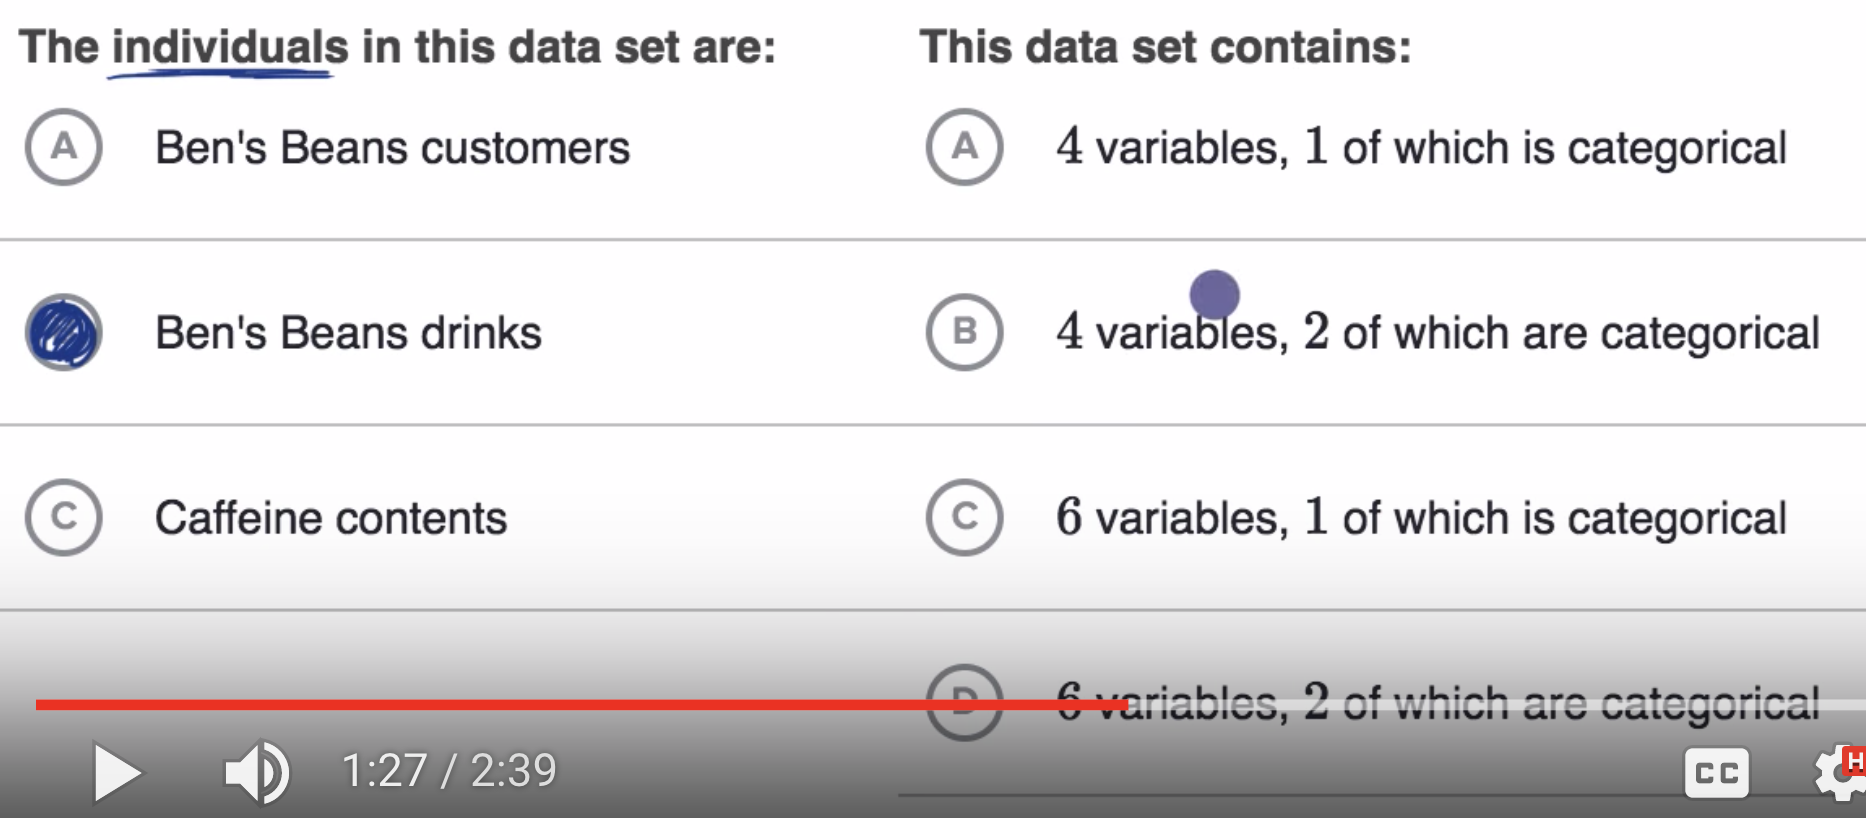 The individuals in this data set are:
A Ben's Beans customers
Ben's Beans drinks
C Caffeine contents
This data set contains:
A 4 variables, 1 of which is categorical
B 4 variables, 2 of which are categorical
C 6 variables, 1 of which is categorical
D 6 variables, 2 of which are categorical
1:27 / 2:39
CC
H